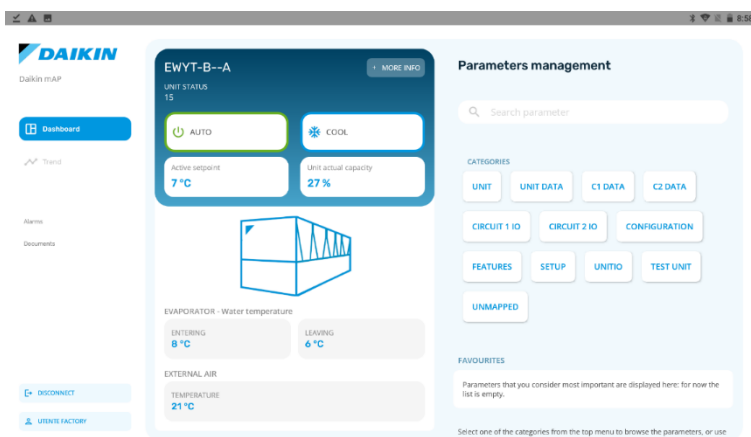 8:50
DAIKIN
Daikin mAP
Dashboard
Trend
Alarms
Documents
DISCONNECT
UTENTE FACTORY
EWYT-B--A
+ MORE INFO
UNIT STATUS
15
AUTO
COOL
Active setpoint
7 °C
Unit actual capacity
27 %
EVAPORATOR - Water temperature
ENTERING
8 °C
LEAVING
6 °C
EXTERNAL AIR
TEMPERATURE
21 °C
Parameters management
Search parameter
CATEGORIES
UNIT
UNIT DATA
C1 DATA
C2 DATA
CIRCUIT 1 IO
CIRCUIT 2 IO
CONFIGURATION
FEATURES
SETUP
UNITIO
TEST UNIT
UNMAPPED
FAVOURITES
Parameters that you consider most important are displayed here: for now the
list is empty.
Select one of the categories from the top menu to browse the parameters, or use